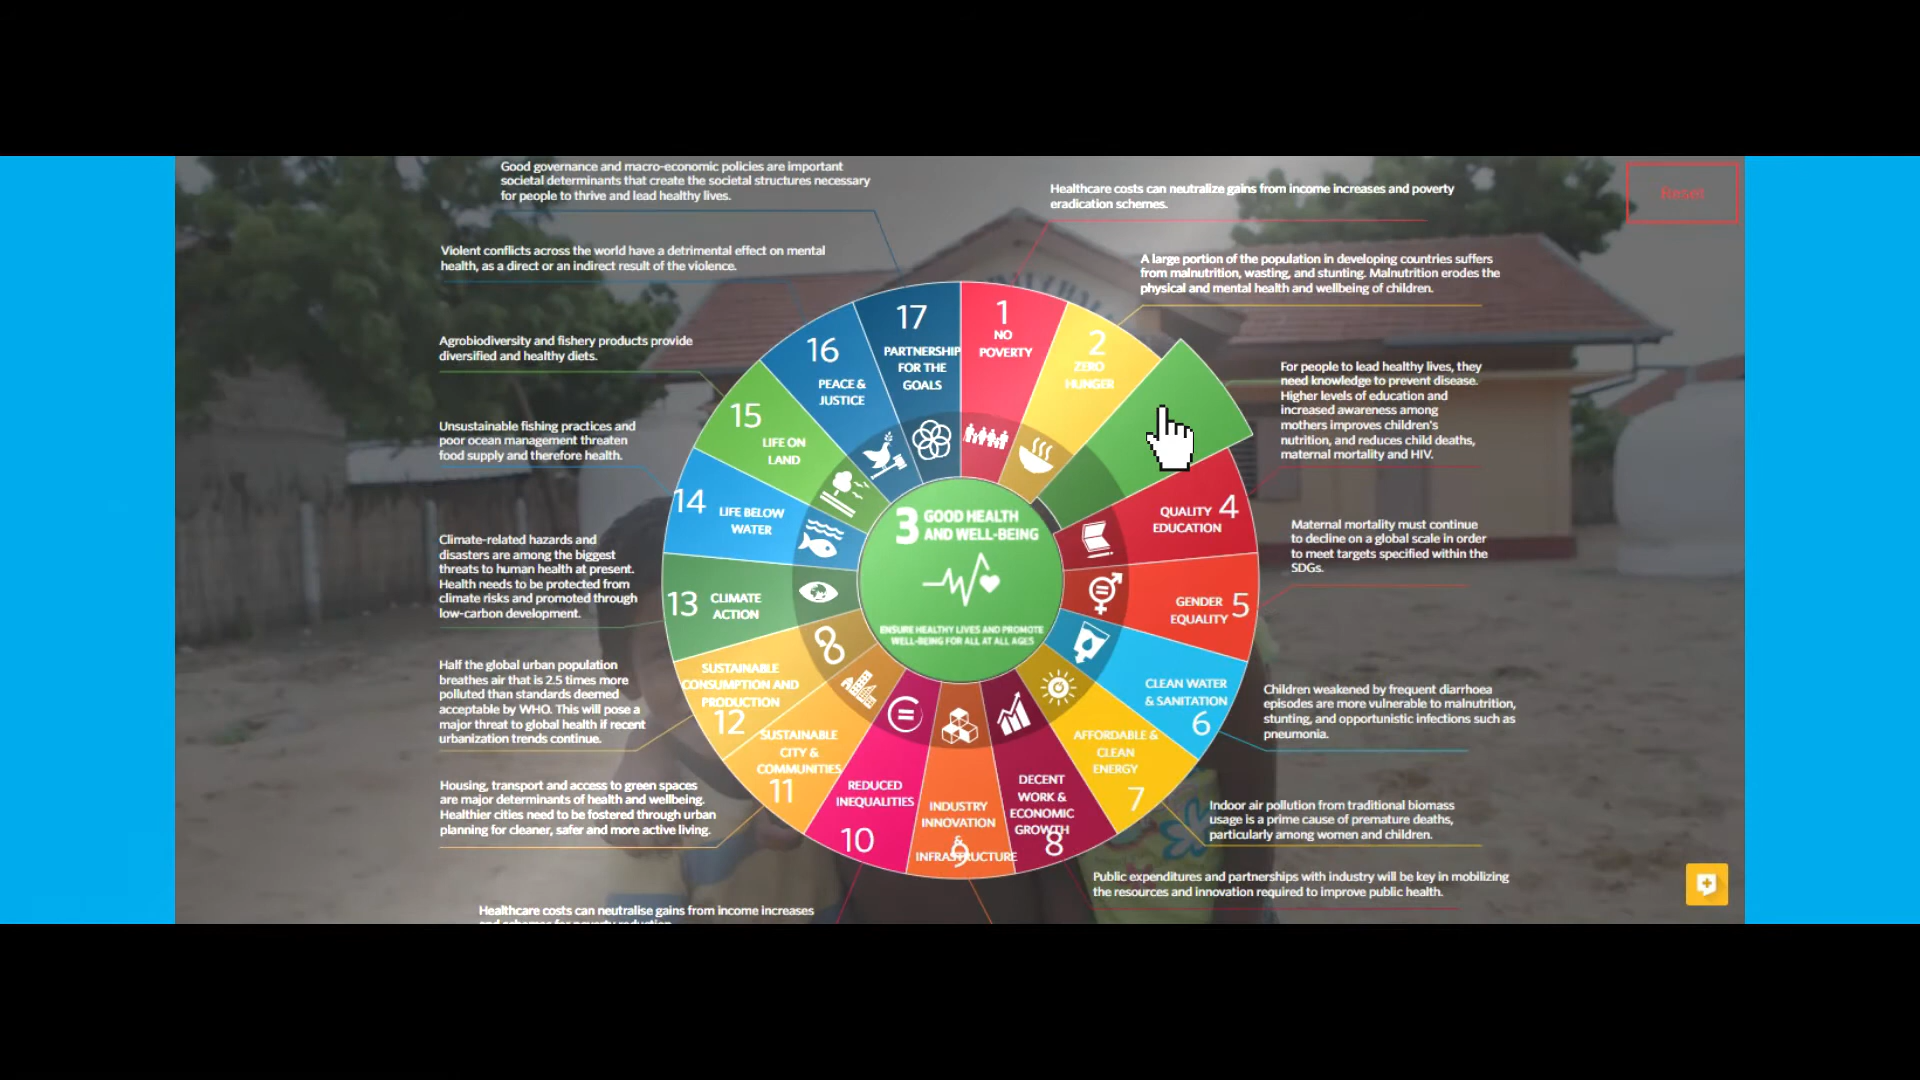 Good governance and macro-economic policies are important
societal determinants that create the societal structures necessary
for people to thrive and lead healthy lives.
Healthcare costs can neutralize gains from income increases and poverty
eradication schemes.
Reset
Violent conflicts across the world have a detrimental effect on mental
health, as a direct or an indirect result of the violence.
A large portion of the population in developing countries suffers
from malnutrition, wasting, and stunting. Malnutrition erodes the
physical and mental health and wellbeing of children.
Agrobiodiversity and fishery products provide
diversified and healthy diets.
For people to lead healthy lives, they
need knowledge to prevent disease.
Higher levels of education and
increased awareness among
mothers improves children's
nutrition, and reduces child deaths,
maternal mortality and HIV.
Unsustainable fishing practices and
poor ocean management threaten
food supply and therefore health.
Maternal mortality must continue
to decline on a global scale in order
to meet targets specified within the
SDGs.
Climate-related hazards and
disasters are among the biggest
threats to human health at present.
Health needs to be protected from
climate risks and promoted through
low-carbon development.
Half the global urban population
breathes air that is 2.5 times more
polluted than standards deemed
acceptable by WHO. This will pose a
major threat to global health if recent
urbanization trends continue.
Children weakened by frequent diarrhoea
episodes are more vulnerable to malnutrition,
stunting, and opportunistic infections such as
pneumonia.
Housing, transport and access to green spaces
are major determinants of health and wellbeing.
Healthier cities need to be fostered through urban
planning for cleaner, safer and more active living.
Indoor air pollution from traditional biomass
usage is a prime cause of premature deaths,
particularly among women and children.
Public expenditures and partnerships with industry will be key in mobilizing
the resources and innovation required to improve public health.
Healthcare costs can neutralise gains from income increases
and schemes for poverty reduction.
1
NO
POVERTY
2
ZERO
HUNGER
QUALITY 4
EDUCATION
GENDER 5
EQUALITY
CLEAN WATER
& SANITATION
6
AFFORDABLE &
CLEAN
ENERGY
7
DECENT
WORK &
ECONOMIC
GROWTH
8
INDUSTRY
INNOVATION
&
INFRASTRUCTURE
9
REDUCED
INEQUALITIES
10
SUSTAINABLE
CITY &
COMMUNITIES
11
SUSTAINABLE
CONSUMPTION AND
PRODUCTION
12
13 CLIMATE
ACTION
14 LIFE BELOW
WATER
15
LIFE ON
LAND
16
PEACE &
JUSTICE
17
PARTNERSHIP
FOR THE
GOALS
3 GOOD HEALTH
AND WELL-BEING
ENSURE HEALTHY LIVES AND PROMOTE
WELL-BEING FOR ALL AT ALL AGES